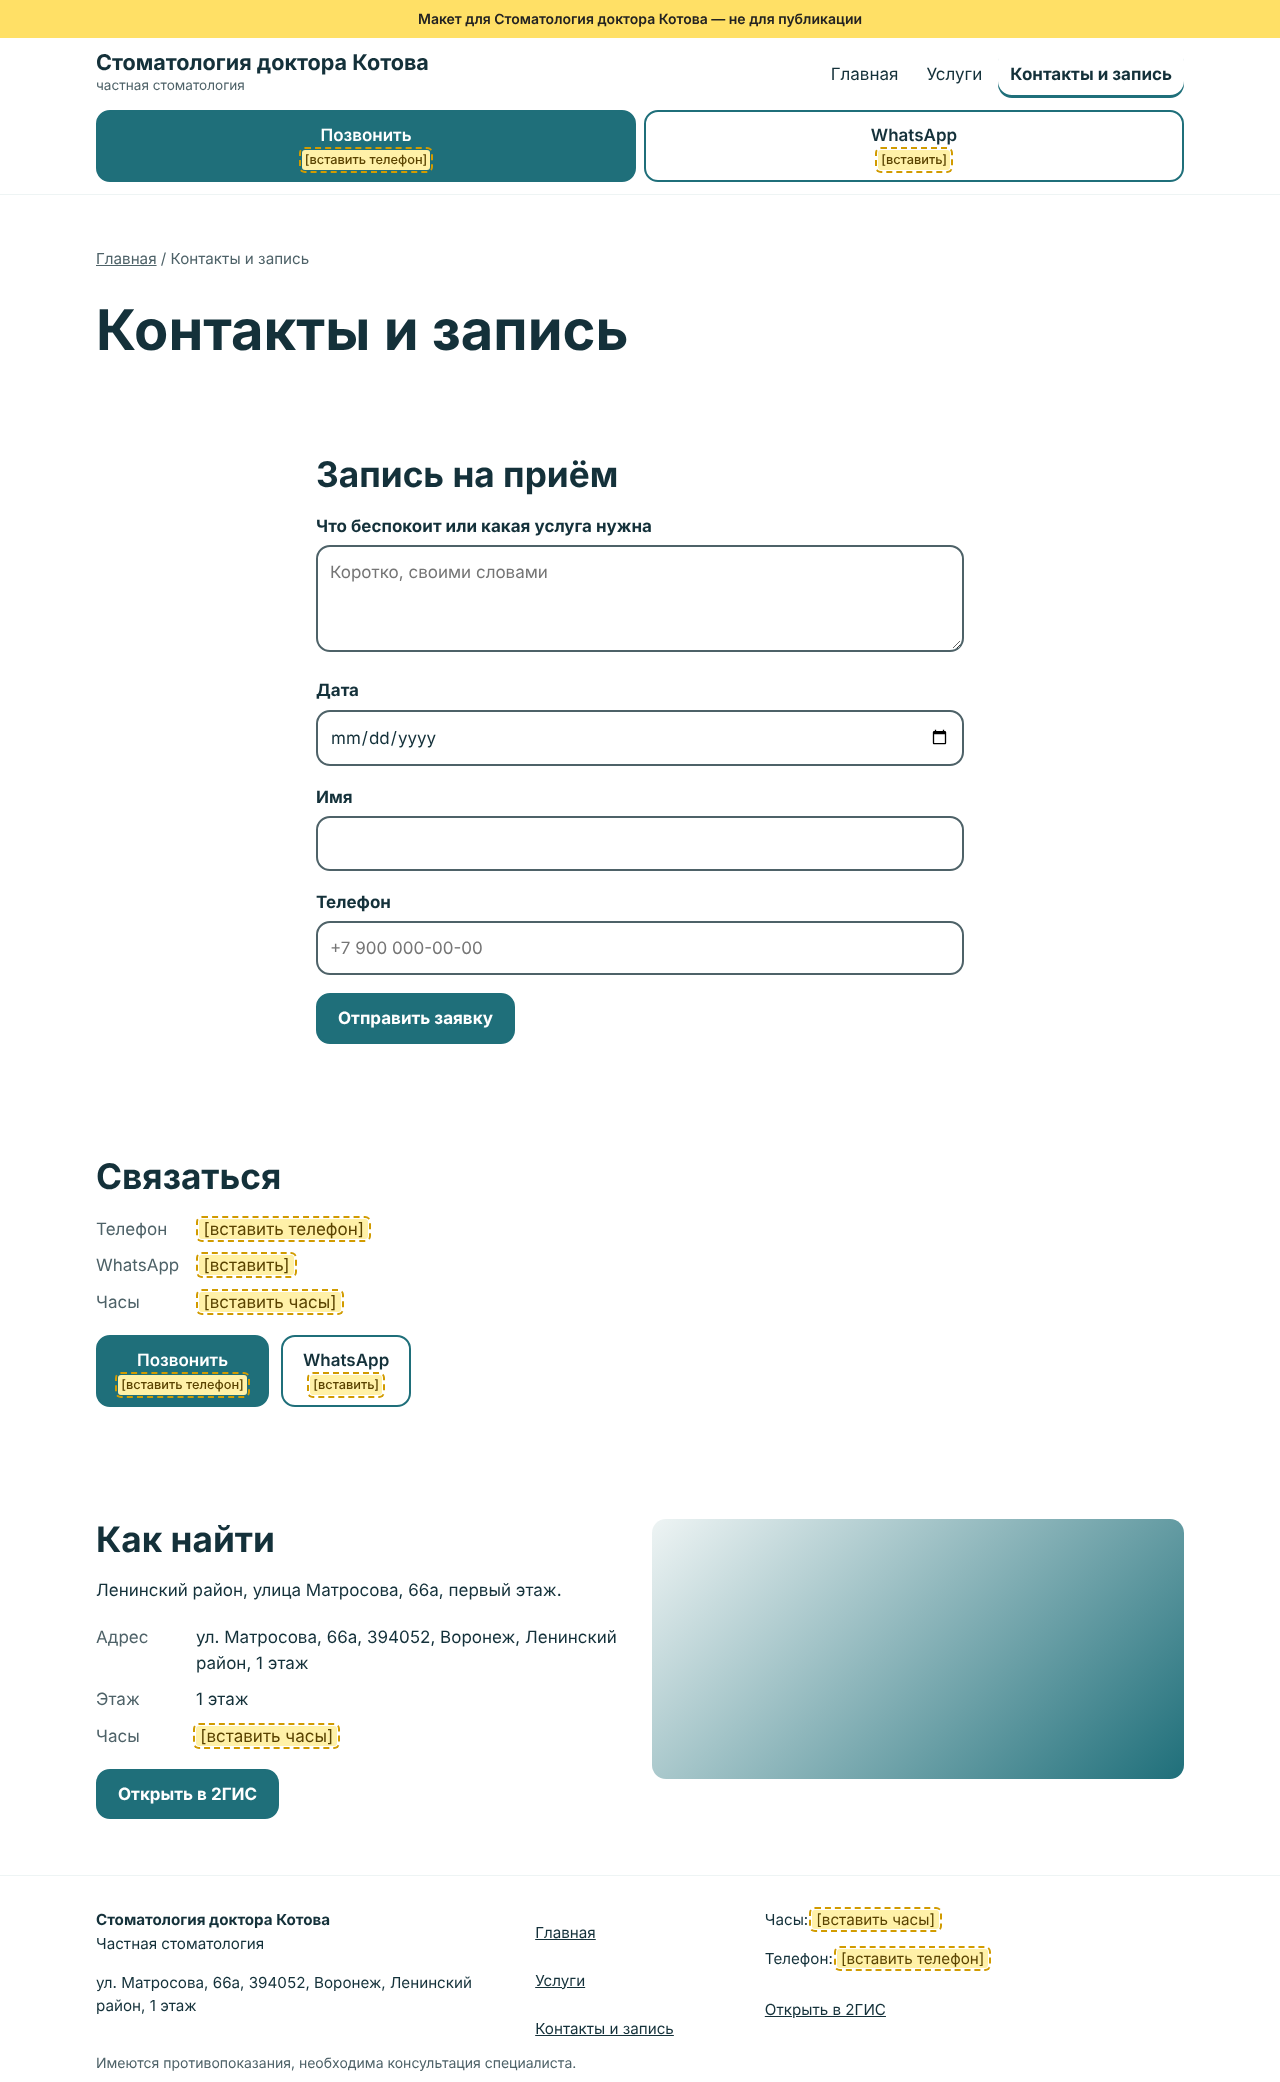 Макет для Стоматология доктора Котова — не для публикации
Стоматология доктора Котова
частная стоматология
Главная
Услуги
Контакты и запись
Позвонить
[вставить телефон]
WhatsApp
[вставить]
Главная / Контакты и запись
Контакты и запись
Запись на приём
Что беспокоит или какая услуга нужна
Коротко, своими словами
Дата
mm/dd/yyyy
Имя
Телефон
+7 900 000-00-00
Отправить заявку
Связаться
Телефон [вставить телефон]
WhatsApp [вставить]
Часы [вставить часы]
Позвонить
[вставить телефон]
WhatsApp
[вставить]
Как найти
Ленинский район, улица Матросова, 66а, первый этаж.
Адрес ул. Матросова, 66а, 394052, Воронеж, Ленинский
район, 1 этаж
Этаж 1 этаж
Часы [вставить часы]
Открыть в 2ГИС
Стоматология доктора Котова
Частная стоматология
ул. Матросова, 66а, 394052, Воронеж, Ленинский
район, 1 этаж
Главная
Услуги
Контакты и запись
Часы: [вставить часы]
Телефон: [вставить телефон]
Открыть в 2ГИС
Имеются противопоказания, необходима консультация специалиста.